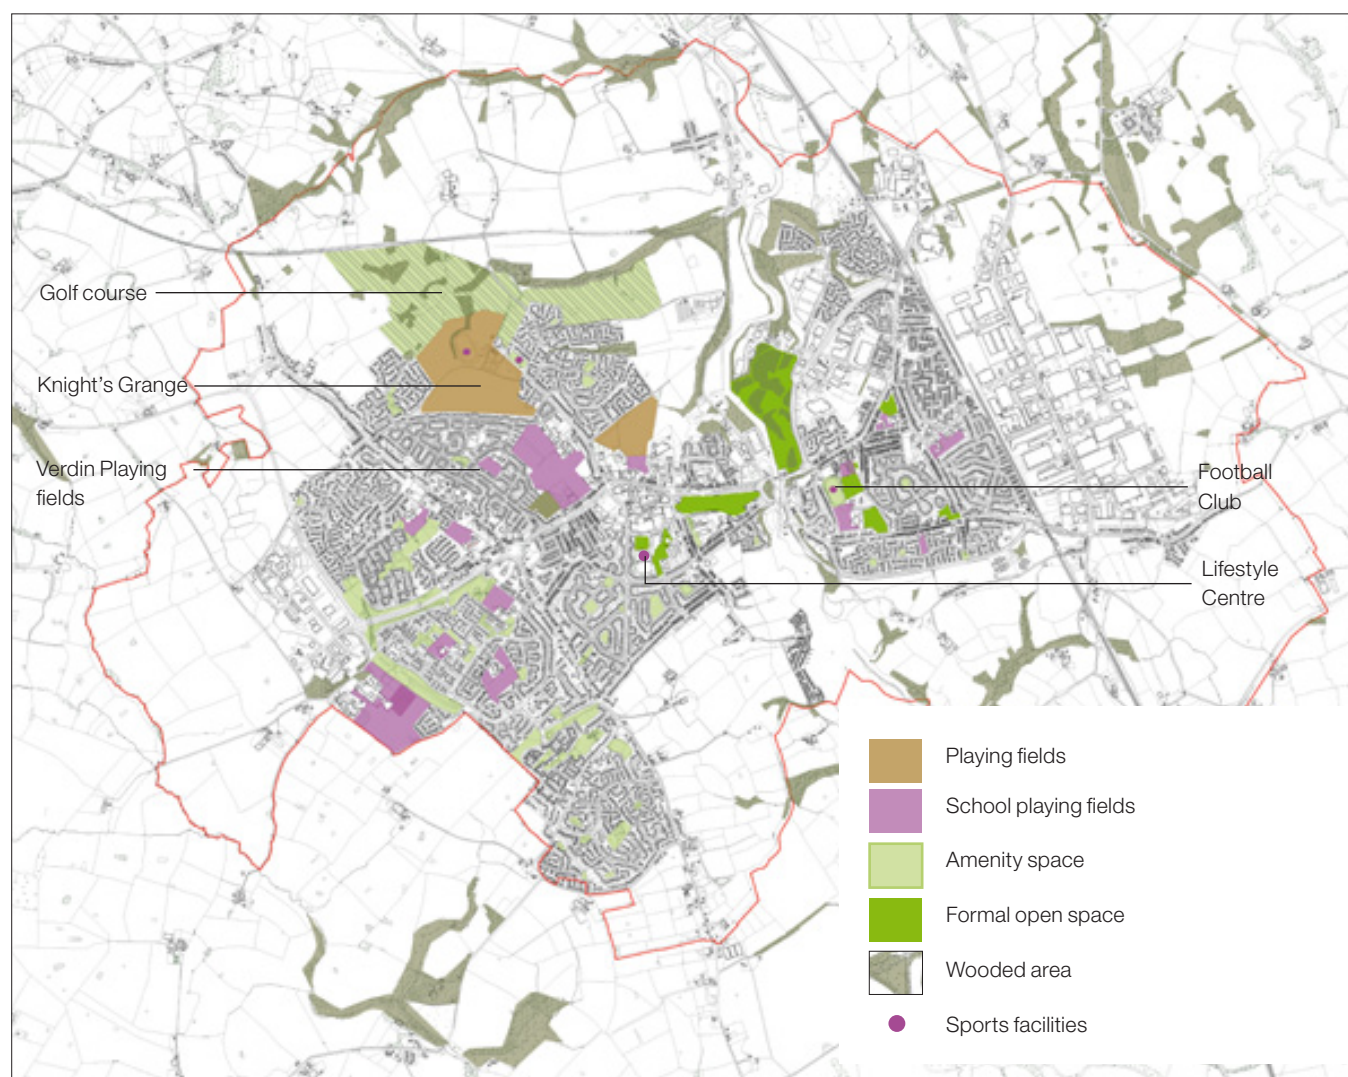 Golf course
Knight's Grange
Verdin Playing
fields
Football
Club
Lifestyle
Centre
Playing fields
School playing fields
Amenity space
Formal open space
Wooded area
Sports facilities